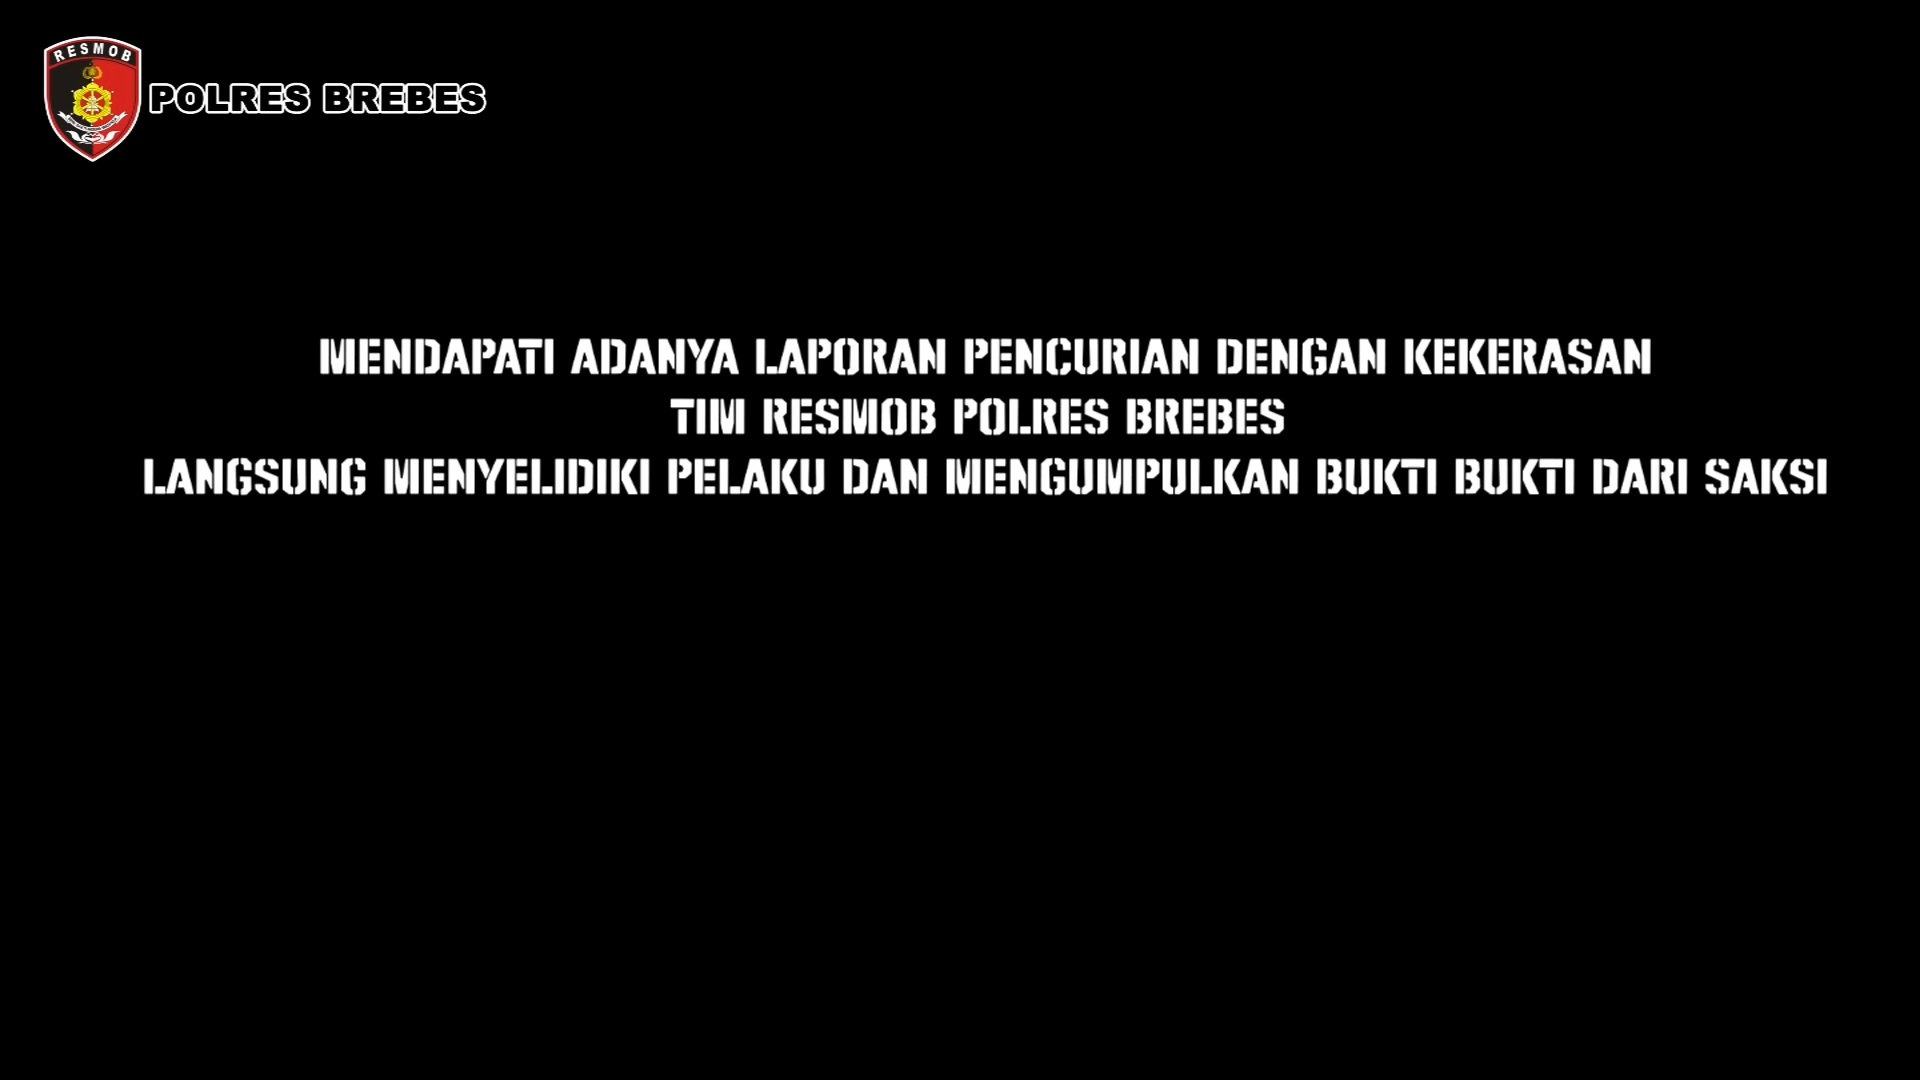 RESMOB
POLRES BREBES
MENDAPATI ADANYA LAPORAN PENCURIAN DENGAN KEKERASAN
TIM RESMOB POLRES BREBES
LANGSUNG MENYELIDIKI PELAKU DAN MENGUMPULKAN BUKTI BUKTI DARI SAKSI